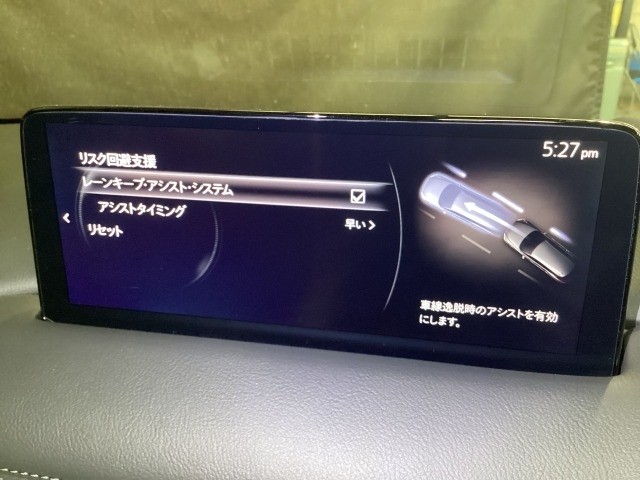 5:27 pm
リスク回避支援
レーンキープ・アシスト・システム
アシストタイミング
早い
リセット
車線逸脱時のアシストを有効
にします。